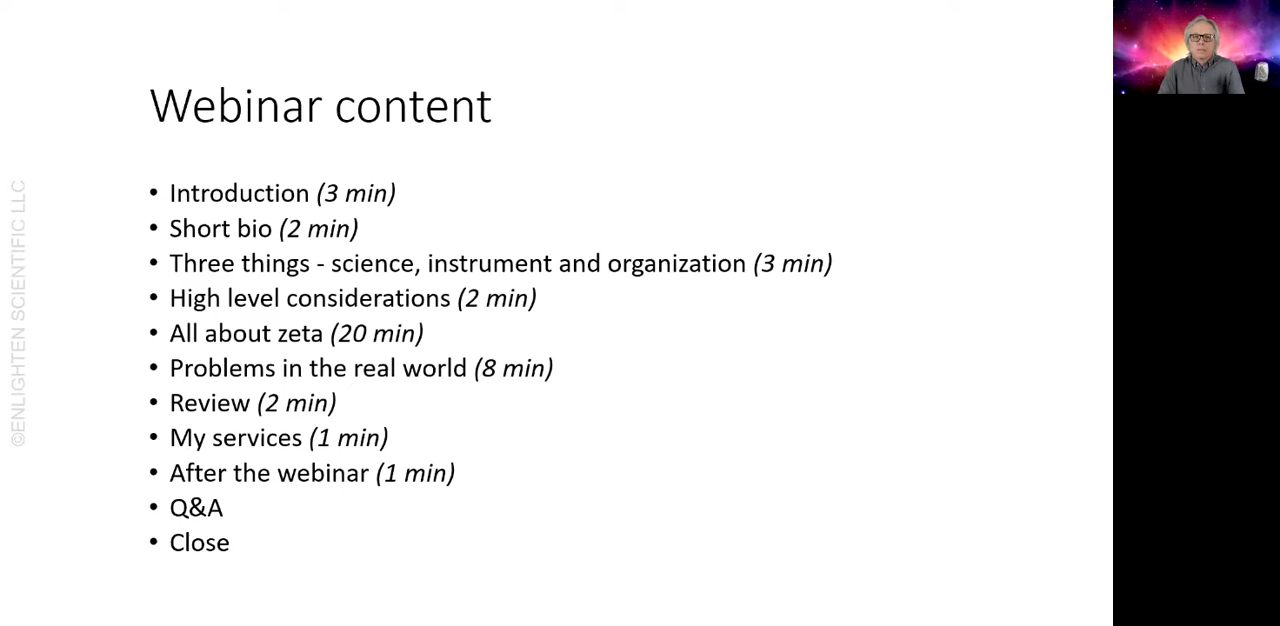 Webinar content
• Introduction (3 min)
• Short bio (2 min)
• Three things - science, instrument and organization (3 min)
• High level considerations (2 min)
• All about zeta (20 min)
• Problems in the real world (8 min)
• Review (2 min)
• My services (1 min)
• After the webinar (1 min)
• Q&A
• Close
©ENLIGHTEN SCIENTIFIC LLC